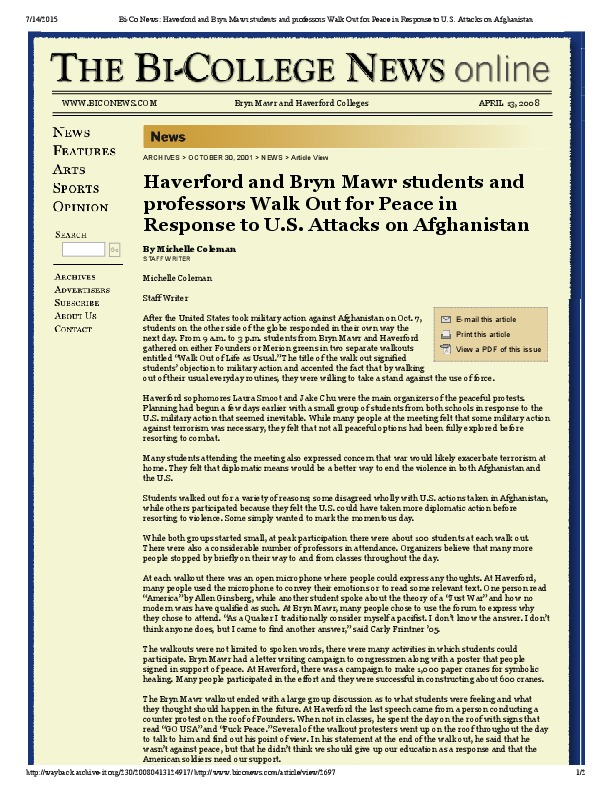 7/14/2015 Bi-Co News: Haverford and Bryn Mawr students and professors Walk Out for Peace in Response to U.S. Attacks on Afghanistan
THE BI-COLLEGE NEWS online
WWW.BICONEWS.COM Bryn Mawr and Haverford Colleges APRIL 13, 2008
NEWS
FEATURES
ARTS
SPORTS
OPINION
SEARCH
Go
ARCHIVES
ADVERTISERS
SUBSCRIBE
ABOUT US
CONTACT
News
ARCHIVES > OCTOBER 30, 2001 > NEWS > Article View
Haverford and Bryn Mawr students and
professors Walk Out for Peace in
Response to U.S. Attacks on Afghanistan
By Michelle Coleman
STAFF WRITER
Michelle Coleman
Staff Writer
E-mail this article
Print this article
View a PDF of this issue
After the United States took military action against Afghanistan on Oct. 7,
students on the other side of the globe responded in their own way the
next day. From 9 a.m. to 3 p.m. students from Bryn Mawr and Haverford
gathered on either Founders or Merion greens in two separate walkouts
entitled "Walk Out of Life as Usual." The title of the walk out signified
students' objection to military action and accented the fact that by walking
out of their usual everyday routines, they were willing to take a stand against the use of force.
Haverford sophomores Laura Smoot and Jake Chu were the main organizers of the peaceful protests.
Planning had begun a few days earlier with a small group of students from both schools in response to the
U.S. military action that seemed inevitable. While many people at the meeting felt that some military action
against terrorism was necessary, they felt that not all peaceful options had been fully explored before
resorting to combat.
Many students attending the meeting also expressed concern that war would likely exacerbate terrorism at
home. They felt that diplomatic means would be a better way to end the violence in both Afghanistan and
the U.S.
Students walked out for a variety of reasons; some disagreed wholly with U.S. actions taken in Afghanistan,
while others participated because they felt the U.S. could have taken more diplomatic action before
resorting to violence. Some simply wanted to mark the momentous day.
While both groups started small, at peak participation there were about 100 students at each walk out.
There were also a considerable number of professors in attendance. Organizers believe that many more
people stopped by briefly on their way to and from classes throughout the day.
At each walkout there was an open microphone where people could express any thoughts. At Haverford,
many people used the microphone to convey their emotions or to read some relevant text. One person read
"America" by Allen Ginsberg, while another student spoke about the theory of a "Just War" and how no
modern wars have qualified as such. At Bryn Mawr, many people chose to use the forum to express why
they chose to attend. "As a Quaker I traditionally consider myself a pacifist. I don't know the answer. I don't
think anyone does, but I came to find another answer," said Carly Frintner '05.
The walkouts were not limited to spoken words, there were many activities in which students could
participate. Bryn Mawr had a letter writing campaign to congressmen along with a poster that people
signed in support of peace. At Haverford, there was a campaign to make 1,000 paper cranes for symbolic
healing. Many people participated in the effort and they were successful in constructing about 600 cranes.
The Bryn Mawr walkout ended with a large group discussion as to what students were feeling and what
they thought should happen in the future. At Haverford the last speech came from a person conducting a
counter protest on the roof of Founders. When not in classes, he spent the day on the roof with signs that
read "GO USA" and "Fuck Peace." Several of the walkout protesters went up on the roof throughout the day
to talk to him and find out his point of view. In his statement at the end of the walk out, he said that he
wasn't against peace, but that he didn't think we should give up our education as a response and that the
American soldiers need our support.
http://wayback.archive-it.org/230/20080413124917/http://www.biconews.com/article/view/2697 1/2